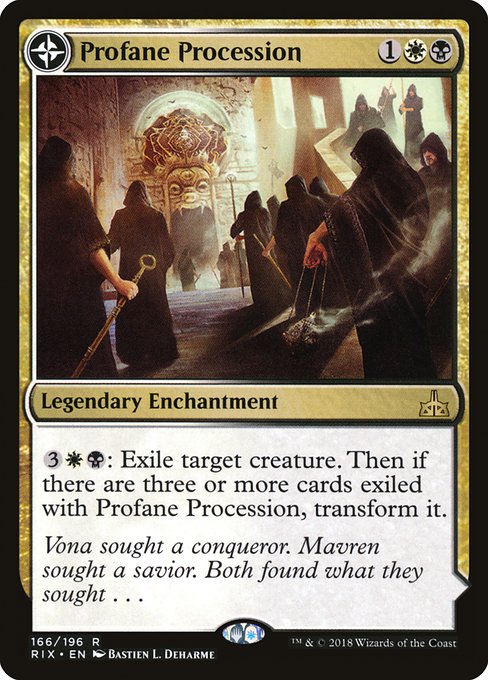 Profane Procession 1
Legendary Enchantment
3: Exile target creature. Then if
there are three or more cards exiled
with Profane Procession, transform it.
Vona sought a conqueror. Mavren
sought a savior. Both found what they
sought . . .
166/196 R
RIX • EN Bastien L. Deharme
™ & © 2018 Wizards of the Coast